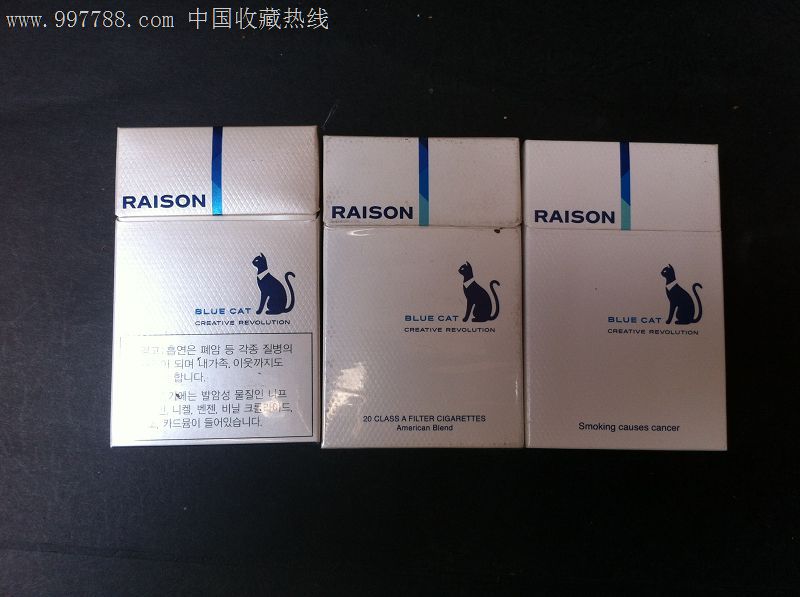 www.997788.com 中国收藏热线
RAISON
BLUE CAT
CREATIVE REVOLUTION
흡연은 폐암 등 각종 질병의
되며 내가족, 이웃까지도
합니다.
발암성 물질인 나프
니켈, 벤젠, 비닐 크롤라이드,
카드뮴이 들어있습니다.
RAISON
BLUE CAT
CREATIVE REVOLUTION
20 CLASS A FILTER CIGARETTES
American Blend
RAISON
BLUE CAT
CREATIVE REVOLUTION
Smoking causes cancer